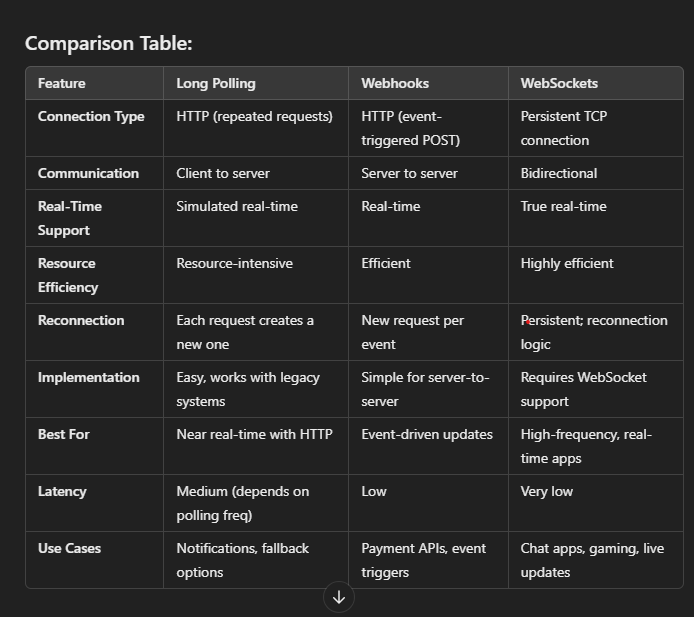 Comparison Table:
Feature Long Polling Webhooks WebSockets
Connection Type HTTP (repeated requests) HTTP (event- Persistent TCP
triggered POST) connection
Communication Client to server Server to server Bidirectional
Real-Time Simulated real-time Real-time True real-time
Support
Resource Resource-intensive Efficient Highly efficient
Efficiency
Reconnection Each request creates a New request per Persistent; reconnection
new one event logic
Implementation Easy, works with legacy Simple for server-to- Requires WebSocket
systems server support
Best For Near real-time with HTTP Event-driven updates High-frequency, real-
time apps
Latency Medium (depends on Low Very low
polling freq)
Use Cases Notifications, fallback Payment APIs, event Chat apps, gaming, live
options triggers updates